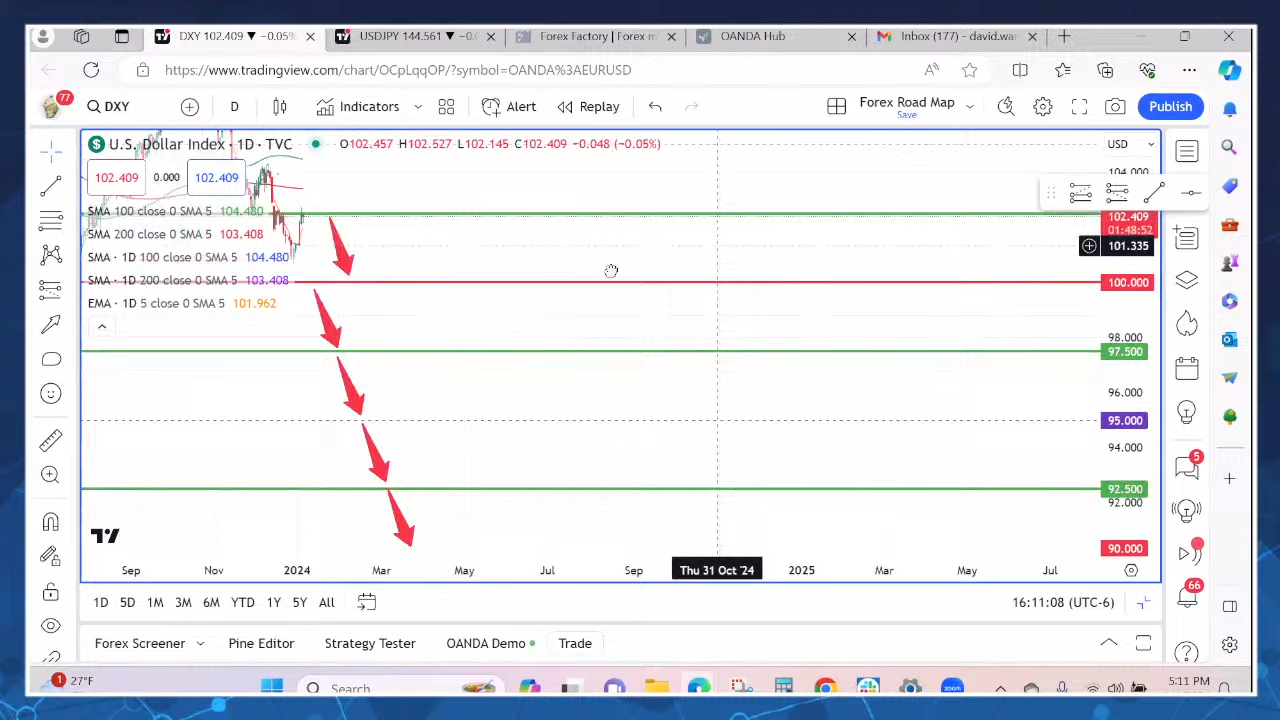 DXY 102.409 ▼ −0.05%
USDJPY 144.561 ▼ −0.
Forex Factory | Forex m
OANDA Hub
Inbox (177) - david.war
https://www.tradingview.com/chart/OCpLqqOP/?symbol=OANDA%3AEURUSD
77
DXY
D
Indicators
Alert
Replay
Forex Road Map
Save
Publish
U.S. Dollar Index · 1D · TVC
O102.457 H102.527 L102.145 C102.409 −0.048 (−0.05%)
USD
102.409
0.000
102.409
SMA 100 close 0 SMA 5 104.480
SMA 200 close 0 SMA 5 103.408
SMA · 1D 100 close 0 SMA 5 104.480
SMA · 1D 200 close 0 SMA 5 103.408
EMA · 1D 5 close 0 SMA 5 101.962
104.000
102.409
01:48:52
101.335
100.000
98.000
97.500
96.000
95.000
94.000
92.500
92.000
90.000
Sep
Nov
2024
Mar
May
Jul
Sep
Thu 31 Oct '24
2025
Mar
May
Jul
5
66
1D 5D 1M 3M 6M YTD 1Y 5Y All
16:11:08 (UTC-6)
Forex Screener
Pine Editor
Strategy Tester
OANDA Demo
Trade
1
27°F
Search
zoom
5:11 PM